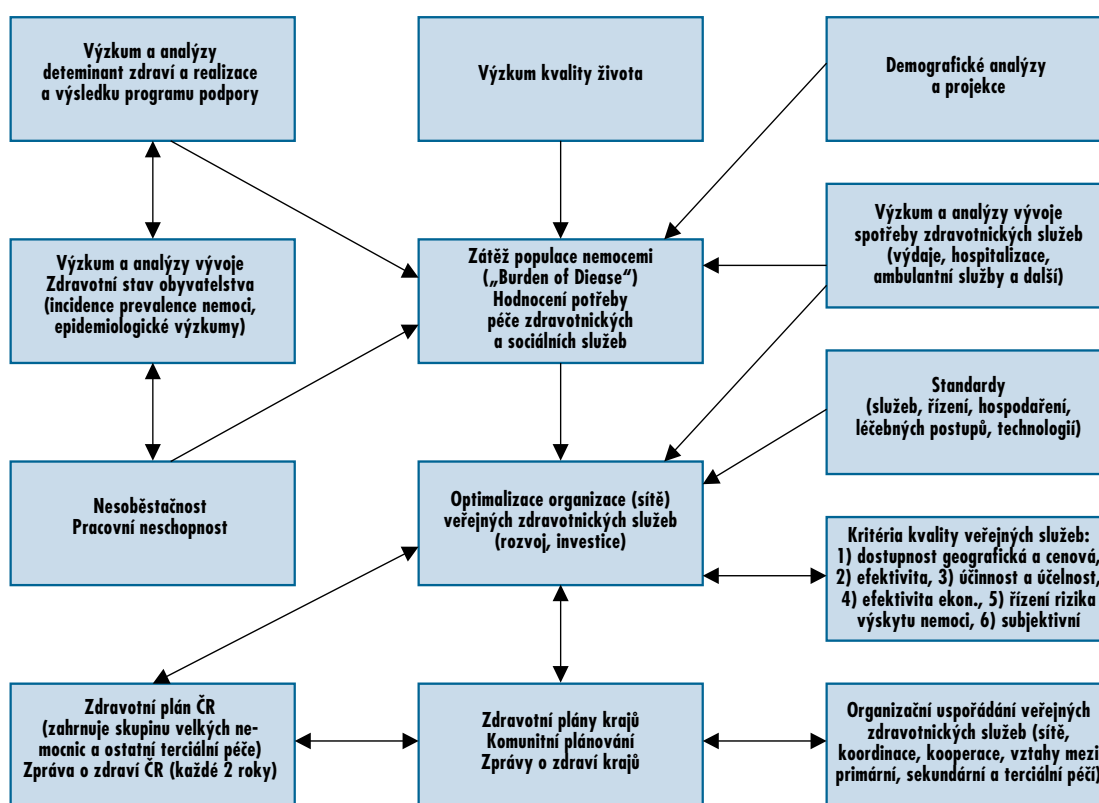 Výzkum a analýzy
deteminant zdraví a realizace
a výsledku programu podpory
Výzkum kvality života
Demografické analýzy
a projekce
Výzkum a analýzy vývoje
Zdravotní stav obyvatelstva
(incidence prevalence nemoci,
epidemiologické výzkumy)
Zátěž populace nemocemi
(„Burden of Diease“)
Hodnocení potřeby
péče zdravotnických
a sociálních služeb
Výzkum a analýzy vývoje
spotřeby zdravotnických služeb
(výdaje, hospitalizace,
ambulantní služby a další)
Standardy
(služeb, řízení, hospodaření,
léčebných postupů, technologií)
Nesoběstačnost
Pracovní neschopnost
Optimalizace organizace (sítě)
veřejných zdravotnických služeb
(rozvoj, investice)
Kritéria kvality veřejných služeb:
1) dostupnost geografická a cenová,
2) efektivita, 3) účinnost a účelnost,
4) efektivita ekon., 5) řízení rizika
výskytu nemoci, 6) subjektivní
Zdravotní plán ČR
(zahrnuje skupinu velkých ne-
mocnic a ostatní terciální péče)
Zpráva o zdraví ČR (každé 2 roky)
Zdravotní plány krajů
Komunitní plánování
Zprávy o zdraví krajů
Organizační uspořádání veřejných
zdravotnických služeb (sítě,
koordinace, kooperace, vztahy mezi
primární, sekundární a terciální péčí)